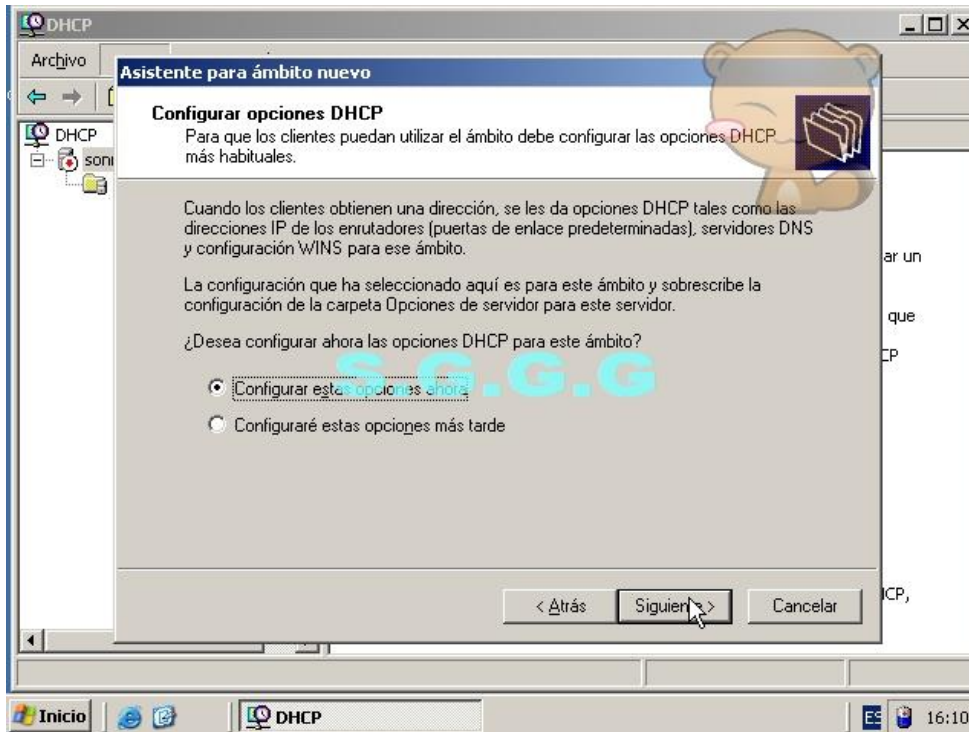 DHCP
Archivo
Asistente para ámbito nuevo
Configurar opciones DHCP
Para que los clientes puedan utilizar el ámbito debe configurar las opciones DHCP
más habituales.
DHCP
Cuando los clientes obtienen una dirección, se les da opciones DHCP tales como las
direcciones IP de los enrutadores (puertas de enlace predeterminadas), servidores DNS
y configuración WINS para ese ámbito.
ar un
La configuración que ha seleccionado aquí es para este ámbito y sobrescribe la
configuración de la carpeta Opciones de servidor para este servidor.
que
¿Desea configurar ahora las opciones DHCP para este ámbito?
S.G.G.G
Configurar estas opciones ahora
Configuraré estas opciones más tarde
< Atrás
Siguiente >
Cancelar
Inicio
DHCP
ES
16:10